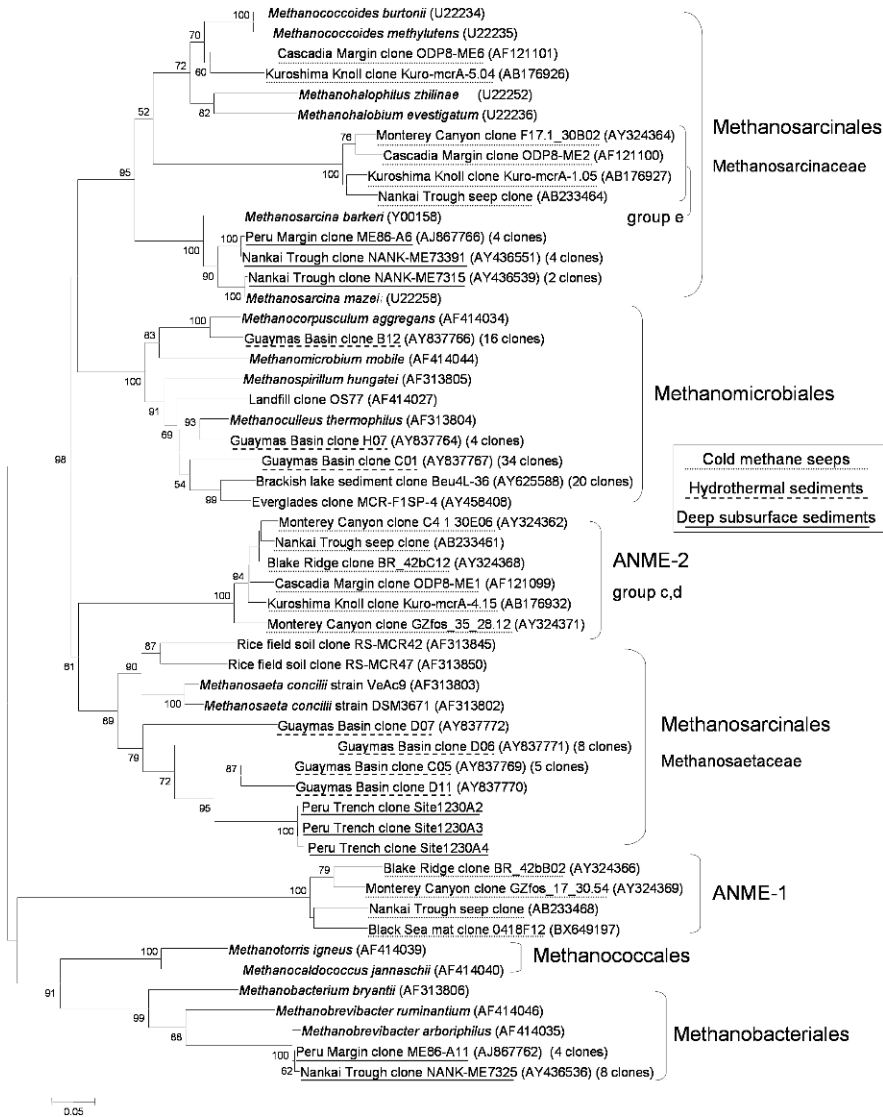 100
Methanococcoides burtonii (U22234)
Methanococcoides methylutens (U22235)
70
Cascadia Margin clone ODP8-ME6 (AF121101)
60
Kuroshima Knoll clone Kuro-mcrA-5.04 (AB176926)
72
Methanohalophilus zhilinae (U22252)
82
Methanohalobium evestigatum (U22236)
52
76
Monterey Canyon clone F17.1_30B02 (AY324364)
Cascadia Margin clone ODP8-ME2 (AF121100)
100
Kuroshima Knoll clone Kuro-mcrA-1.05 (AB176927)
Nankai Trough seep clone (AB233464)
group e
Methanosarcinales
Methanosarcinaceae
95
Methanosarcina barkeri (Y00158)
100
100
Peru Margin clone ME86-A6 (AJ867766) (4 clones)
Nankai Trough clone NANK-ME73391 (AY436551) (4 clones)
90
Nankai Trough clone NANK-ME7315 (AY436539) (2 clones)
100
Methanosarcina mazei (U22258)
Methanocorpusculum aggregans (AF414034)
100
83
Guaymas Basin clone B12 (AY837766) (16 clones)
Methanomicrobium mobile (AF414044)
100
Methanospirillum hungatei (AF313805)
91
Landfill clone OS77 (AF414027)
93
Methanoculleus thermophilus (AF313804)
69
Guaymas Basin clone H07 (AY837764) (4 clones)
Guaymas Basin clone C01 (AY837767) (34 clones)
54
Brackish lake sediment clone Beu4L-36 (AY625588) (20 clones)
99
Everglades clone MCR-F1SP-4 (AY458408)
Methanomicrobiales
98
Cold methane seeps
Hydrothermal sediments
Deep subsurface sediments
Monterey Canyon clone C4 1 30E06 (AY324362)
Nankai Trough seep clone (AB233461)
Blake Ridge clone BR_42bC12 (AY324368)
94
Cascadia Margin clone ODP8-ME1 (AF121099)
100
Kuroshima Knoll clone Kuro-mcrA-4.15 (AB176932)
Monterey Canyon clone GZfos_35_28.12 (AY324371)
ANME-2
group c,d
61
87
Rice field soil clone RS-MCR42 (AF313845)
90
Rice field soil clone RS-MCR47 (AF313850)
Methanosaeta concilii strain VeAc9 (AF313803)
100
Methanosaeta concilii strain DSM3671 (AF313802)
69
Guaymas Basin clone D07 (AY837772)
Guaymas Basin clone D06 (AY837771) (8 clones)
79
87
Guaymas Basin clone C05 (AY837769) (5 clones)
72
Guaymas Basin clone D11 (AY837770)
95
Peru Trench clone Site1230A2
100
Peru Trench clone Site1230A3
Peru Trench clone Site1230A4
Methanosarcinales
Methanosaetaceae
79
Blake Ridge clone BR_42bB02 (AY324366)
100
Monterey Canyon clone GZfos_17_30.54 (AY324369)
Nankai Trough seep clone (AB233468)
Black Sea mat clone 0418F12 (BX649197)
ANME-1
Methanotorris igneus (AF414039)
100
Methanocaldococcus jannaschii (AF414040)
Methanococcales
91
Methanobacterium bryantii (AF313806)
99
Methanobrevibacter ruminantium (AF414046)
66
Methanobrevibacter arboriphilus (AF414035)
100
Peru Margin clone ME86-A11 (AJ867762) (4 clones)
62
Nankai Trough clone NANK-ME7325 (AY436536) (8 clones)
Methanobacteriales
0.05